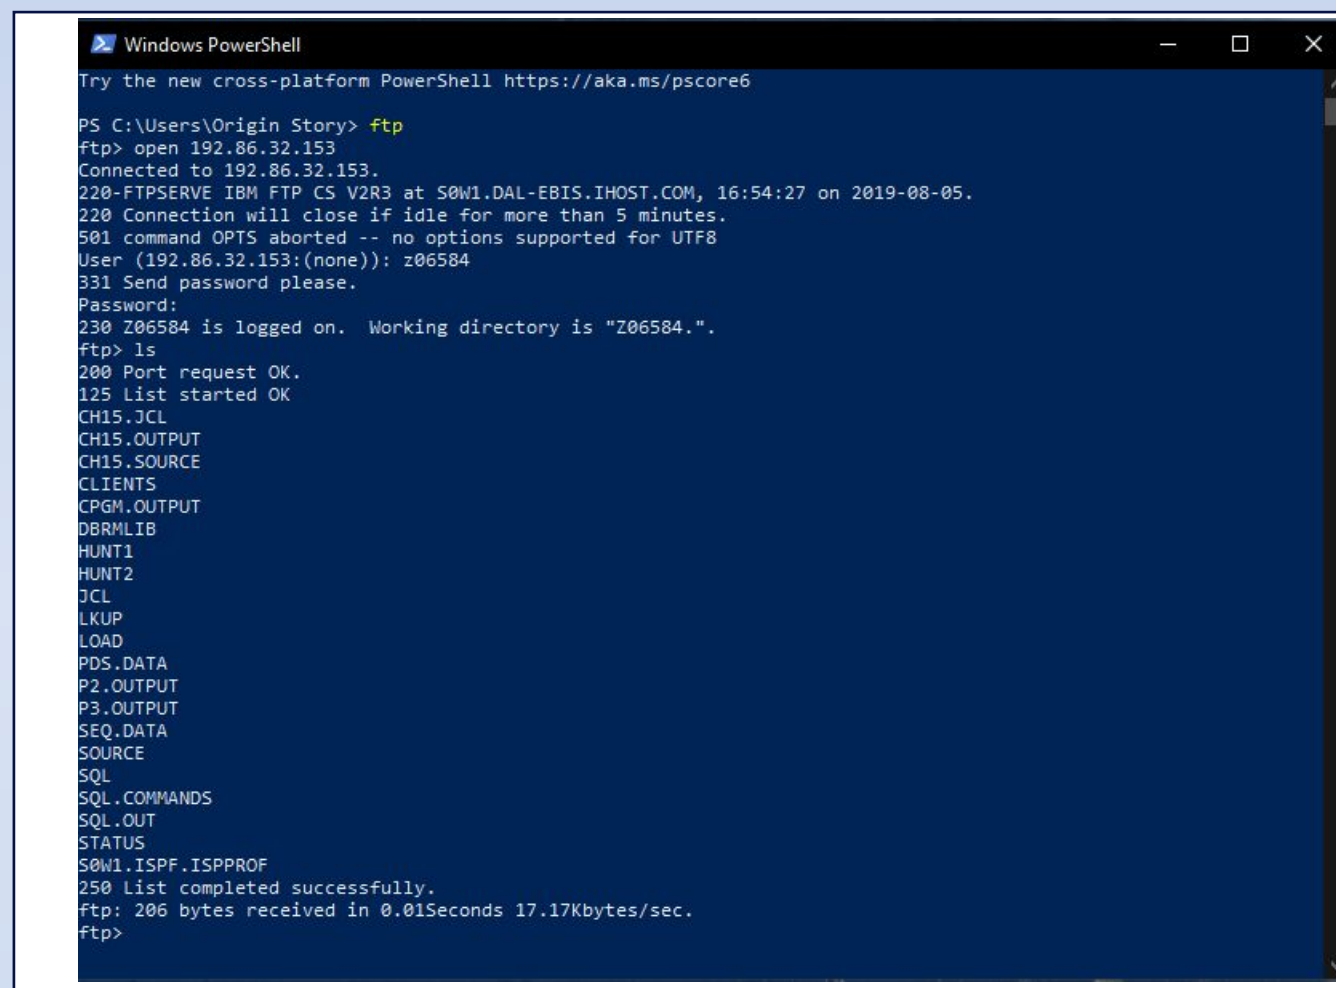 Windows PowerShell
Try the new cross-platform PowerShell https://aka.ms/pscore6
PS C:\Users\Origin Story> ftp
ftp> open 192.86.32.153
Connected to 192.86.32.153.
220-FTPSERVE IBM FTP CS V2R3 at S0W1.DAL-EBIS.IHOST.COM, 16:54:27 on 2019-08-05.
220 Connection will close if idle for more than 5 minutes.
501 command OPTS aborted -- no options supported for UTF8
User (192.86.32.153:(none)): z06584
331 Send password please.
Password:
230 Z06584 is logged on.  Working directory is "Z06584.".
ftp> ls
200 Port request OK.
125 List started OK
CH15.JCL
CH15.OUTPUT
CH15.SOURCE
CLIENTS
CPGM.OUTPUT
DBRMLIB
HUNT1
HUNT2
JCL
LKUP
LOAD
PDS.DATA
P2.OUTPUT
P3.OUTPUT
SEQ.DATA
SOURCE
SQL
SQL.COMMANDS
SQL.OUT
STATUS
S0W1.ISPF.ISPPROF
250 List completed successfully.
ftp: 206 bytes received in 0.01Seconds 17.17Kbytes/sec.
ftp>